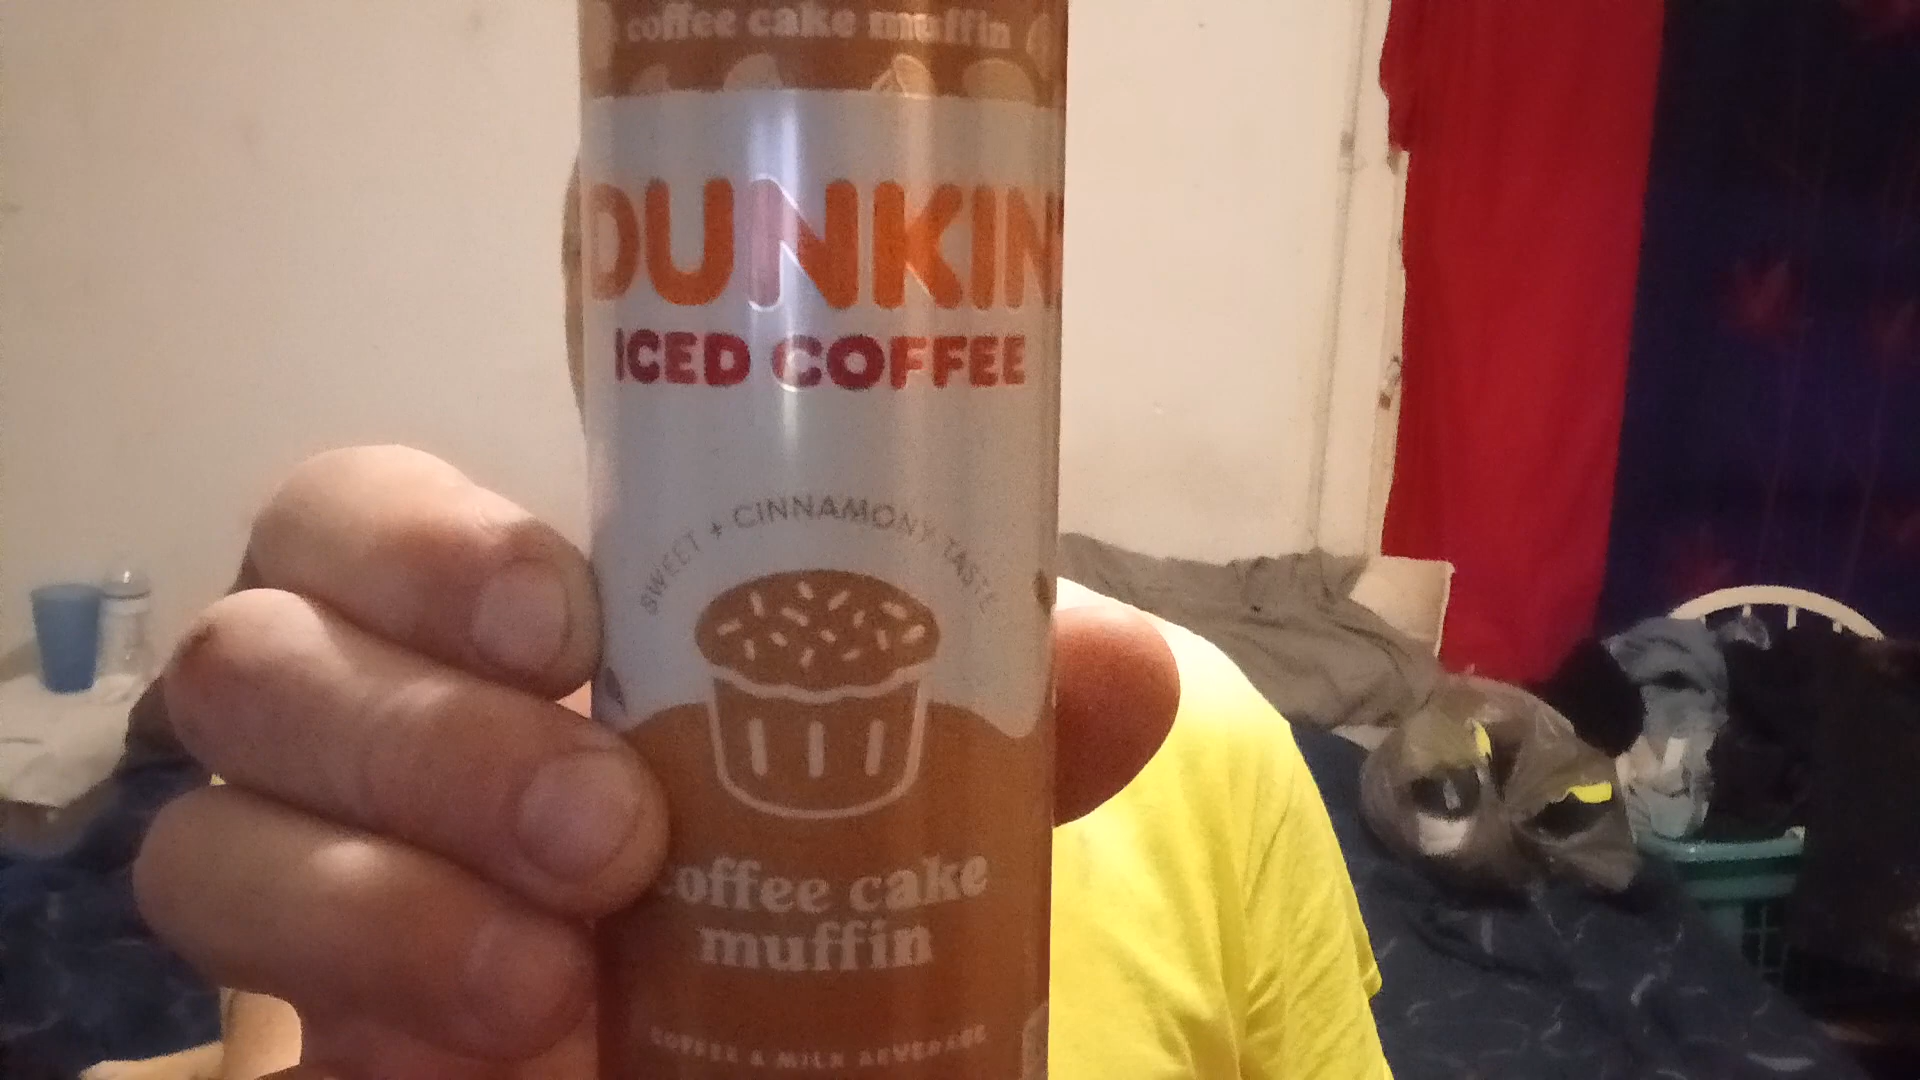 coffee cake muffin
DUNKIN'
ICED COFFEE
SWEET + CINNAMONY TASTE
coffee cake
muffin
COFFEE & MILK BEVERAGE